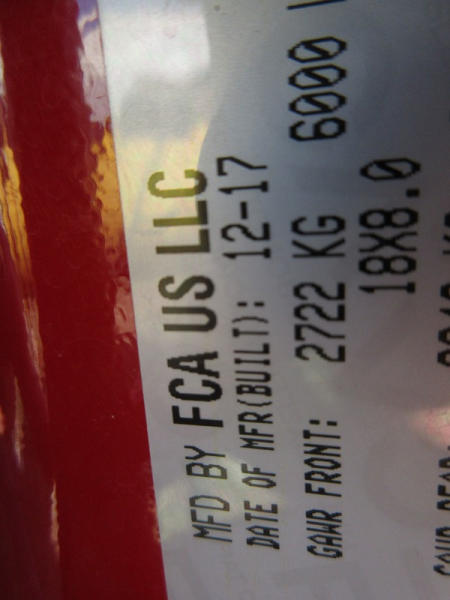 MFD BY FCA US LLC
DATE OF MFR(BUILT): 12-17
GAWR FRONT: 2722 KG 6000
18X8.0